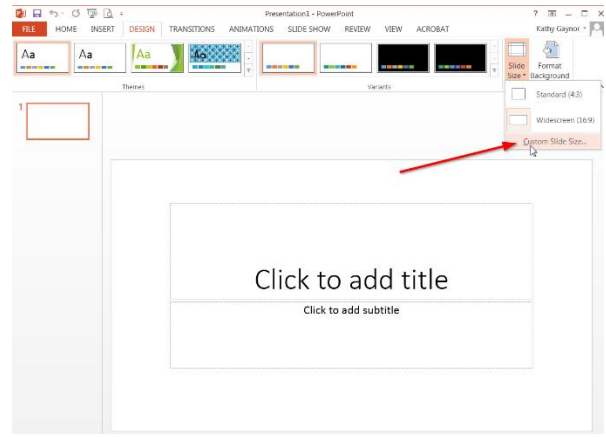 Presentation1 - PowerPoint
FILE HOME INSERT DESIGN TRANSITIONS ANIMATIONS SLIDE SHOW REVIEW VIEW ACROBAT Kathy Gaynor
Aa Aa Aa Aa
Slide Size Format Background
Themes Variants
Standard (4:3)
Widescreen (16:9)
Custom Slide Size...
1
Click to add title
Click to add subtitle